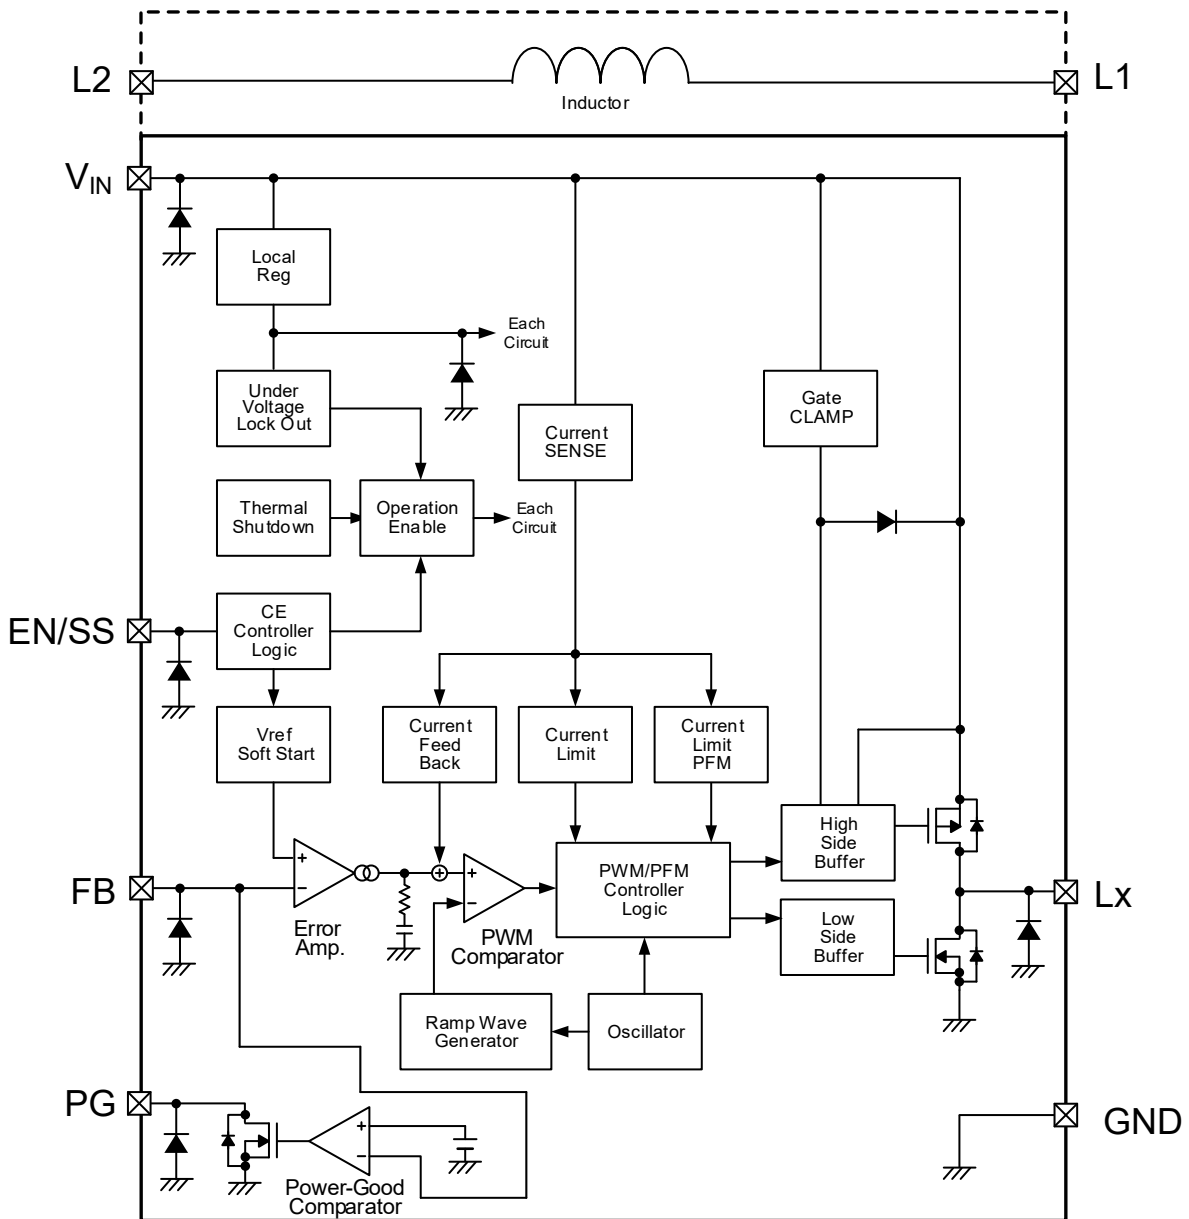 L2
L1
Inductor
VIN
Local
Reg
Each
Circuit
Under
Voltage
Lock Out
Gate
CLAMP
Current
SENSE
Thermal
Shutdown
Operation
Enable
Each
Circuit
EN/SS
CE
Controller
Logic
Vref
Soft Start
Current
Feed
Back
Current
Limit
Current
Limit
PFM
High
Side
Buffer
+
−
+
+
−
PWM/PFM
Controller
Logic
FB
Lx
Error
Amp.
PWM
Comparator
Low
Side
Buffer
Ramp Wave
Generator
Oscillator
PG
GND
+
−
Power-Good
Comparator